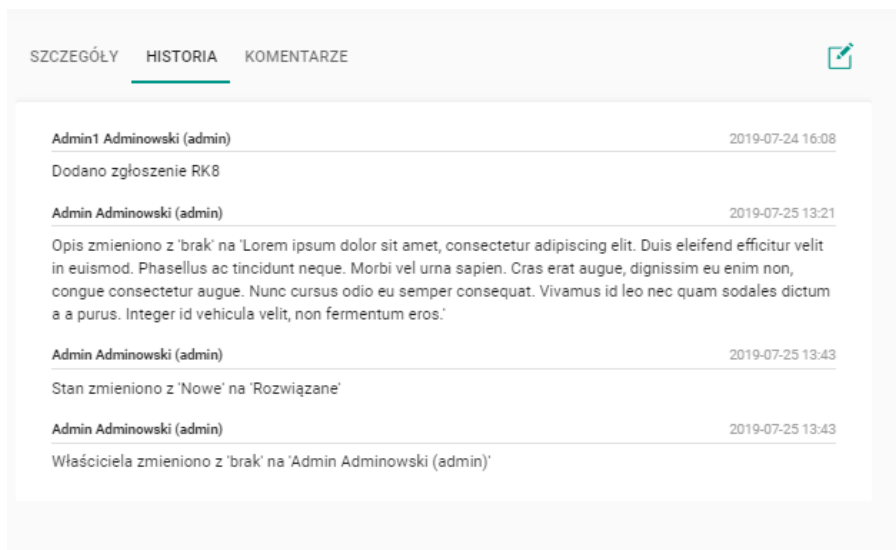 SZCZEGÓŁY HISTORIA KOMENTARZE
Admin1 Adminowski (admin) 2019-07-24 16:08
Dodano zgłoszenie RK8
Admin Adminowski (admin) 2019-07-25 13:21
Opis zmieniono z 'brak' na 'Lorem ipsum dolor sit amet, consectetur adipiscing elit. Duis eleifend efficitur velit
in euismod. Phasellus ac tincidunt neque. Morbi vel urna sapien. Cras erat augue, dignissim eu enim non,
congue consectetur augue. Nunc cursus odio eu semper consequat. Vivamus id leo nec quam sodales dictum
a a purus. Integer id vehicula velit, non fermentum eros.'
Admin Adminowski (admin) 2019-07-25 13:43
Stan zmieniono z 'Nowe' na 'Rozwiązane'
Admin Adminowski (admin) 2019-07-25 13:43
Właściciela zmieniono z 'brak' na 'Admin Adminowski (admin)'